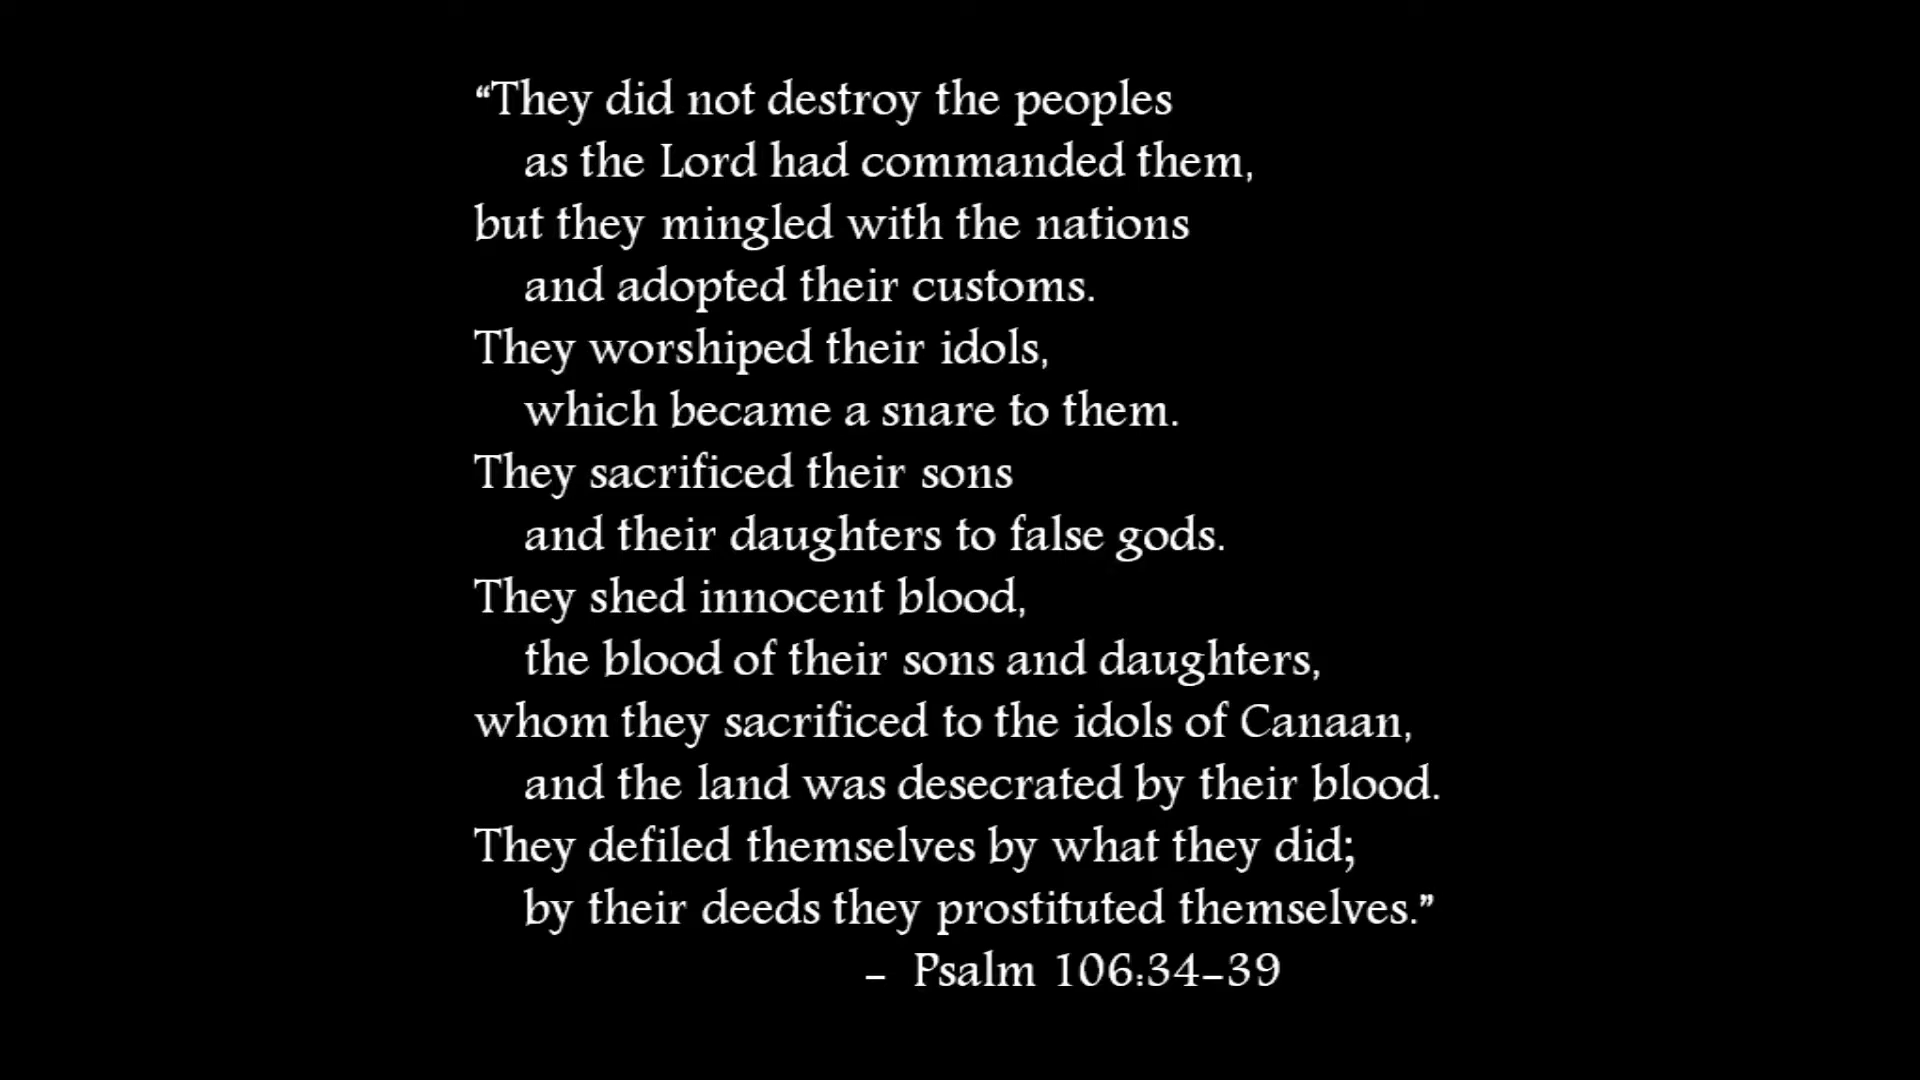 “They did not destroy the peoples
as the Lord had commanded them,
but they mingled with the nations
and adopted their customs.
They worshiped their idols,
which became a snare to them.
They sacrificed their sons
and their daughters to false gods.
They shed innocent blood,
the blood of their sons and daughters,
whom they sacrificed to the idols of Canaan,
and the land was desecrated by their blood.
They defiled themselves by what they did;
by their deeds they prostituted themselves.”
– Psalm 106:34–39